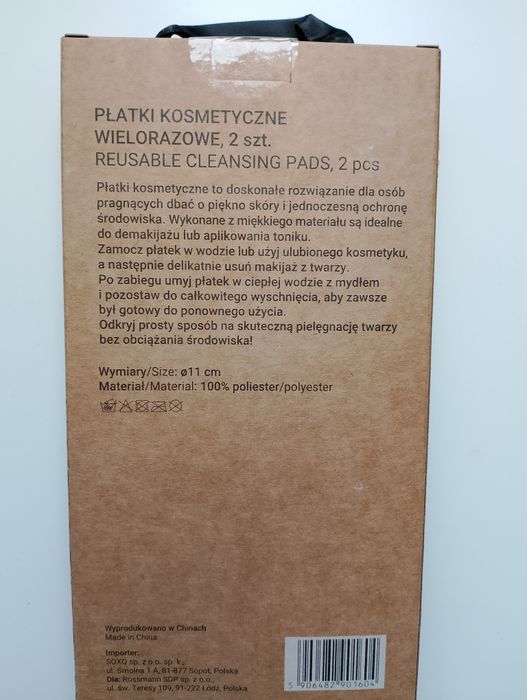 PŁATKI KOSMETYCZNE
WIELORAZOWE, 2 szt.
REUSABLE CLEANSING PADS, 2 pcs
Płatki kosmetyczne to doskonałe rozwiązanie dla osób
pragnących dbać o piękno skóry i jednoczesną ochronę
środowiska. Wykonane z miękkiego materiału są idealne
do demakijażu lub aplikowania toniku.
Zamocz płatek w wodzie lub użyj ulubionego kosmetyku,
a następnie delikatnie usuń makijaż z twarzy.
Po zabiegu umyj płatek w ciepłej wodzie z mydłem
i pozostaw do całkowitego wyschnięcia, aby zawsze
był gotowy do ponownego użycia.
Odkryj prosty sposób na skuteczną pielęgnację twarzy
bez obciążania środowiska!
Wymiary/Size: ø11 cm
Materiał/Material: 100% poliester/polyester
Wyprodukowano w Chinach
Made in China
Importer:
SOXO sp. z o.o. sp. k.,
ul. Smolna 1 A, 81-877 Sopot, Polska
Dla: Rossmann SDP sp. z o.o.,
ul. św. Teresy 109, 91-222 Łódź, Polska
5 906482 901604